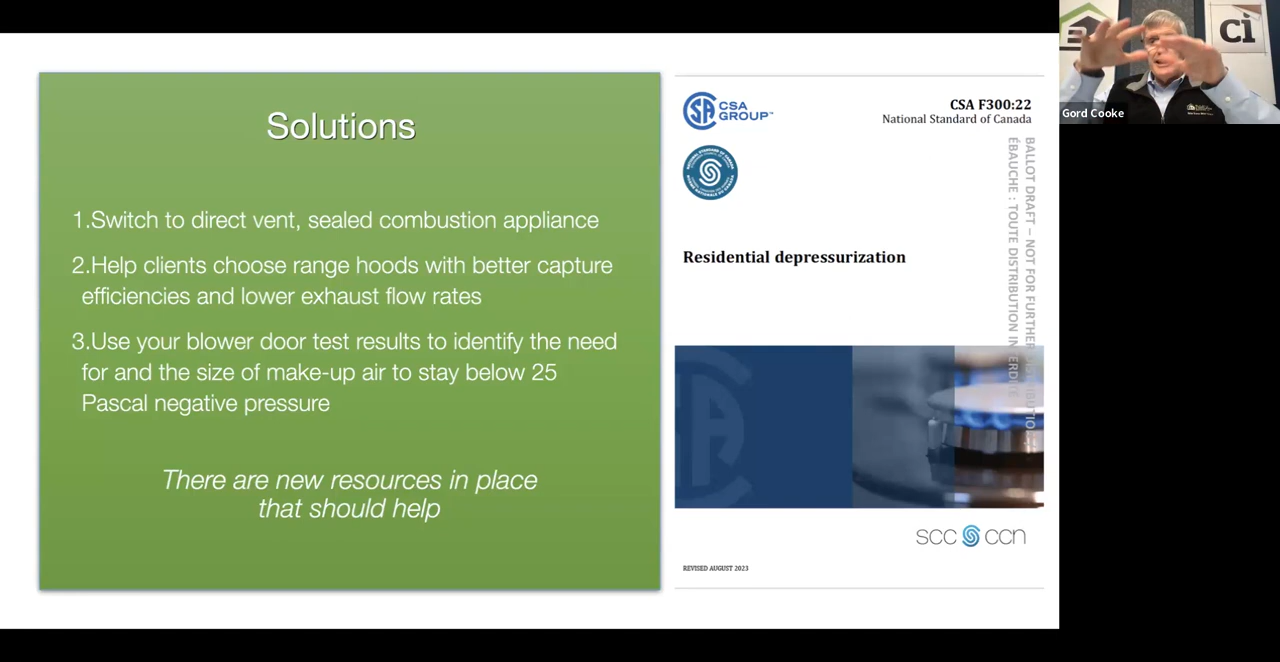 Solutions
1.Switch to direct vent, sealed combustion appliance
2.Help clients choose range hoods with better capture
efficiencies and lower exhaust flow rates
3.Use your blower door test results to identify the need
for and the size of make-up air to stay below 25
Pascal negative pressure
There are new resources in place
that should help
CSA
GROUP™
CSA F300:22
National Standard of Canada
BALLOT DRAFT – NOT FOR FURTHER
ÉBAUCHE : TOUTE DISTRIBUTION
Residential depressurization
scc ccn
REVISED AUGUST 2023
ci
Gord Cooke